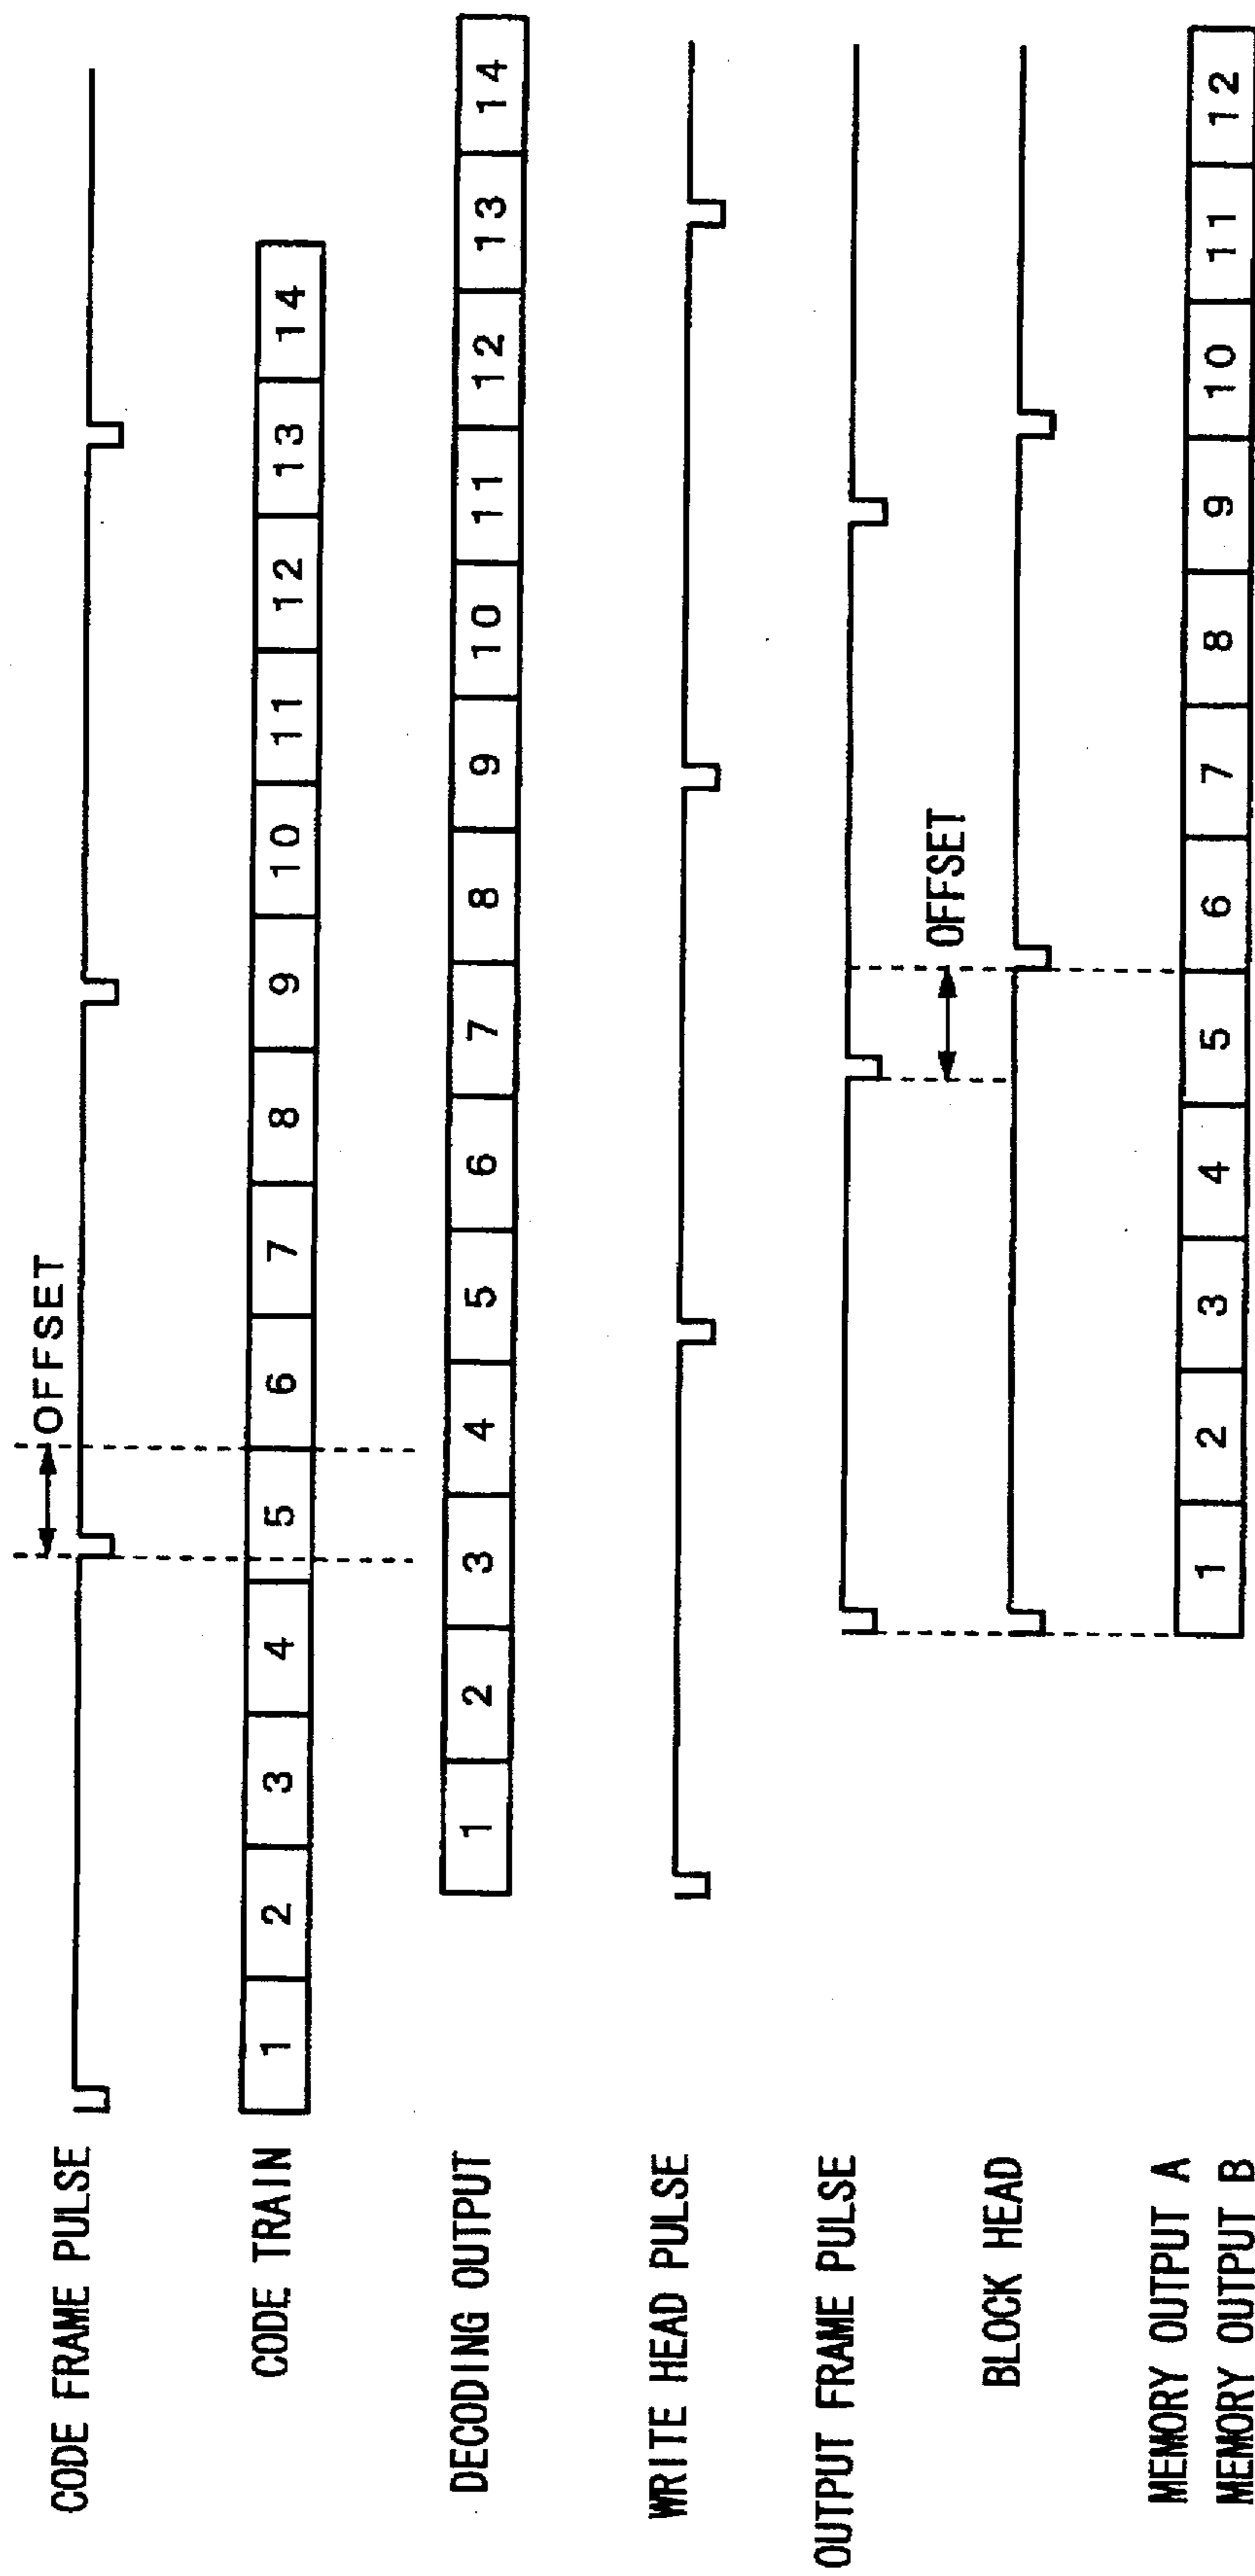 CODE FRAME PULSE
OFFSET
CODE TRAIN
1 2 3 4 5 6 7 8 9 10 11 12 13 14
DECODING OUTPUT
1 2 3 4 5 6 7 8 9 10 11 12 13 14
WRITE HEAD PULSE
OUTPUT FRAME PULSE
OFFSET
BLOCK HEAD
MEMORY OUTPUT A
MEMORY OUTPUT B
1 2 3 4 5 6 7 8 9 10 11 12